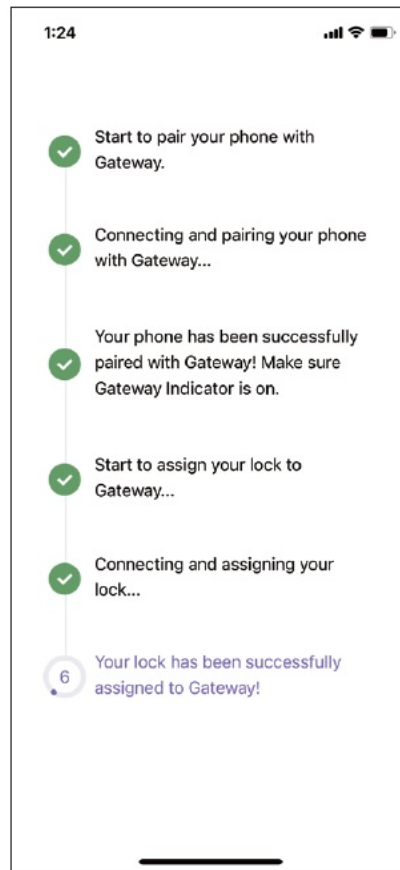 1:24
Start to pair your phone with
Gateway.
Connecting and pairing your phone
with Gateway...
Your phone has been successfully
paired with Gateway! Make sure
Gateway Indicator is on.
Start to assign your lock to
Gateway...
Connecting and assigning your
lock...
6
Your lock has been successfully
assigned to Gateway!